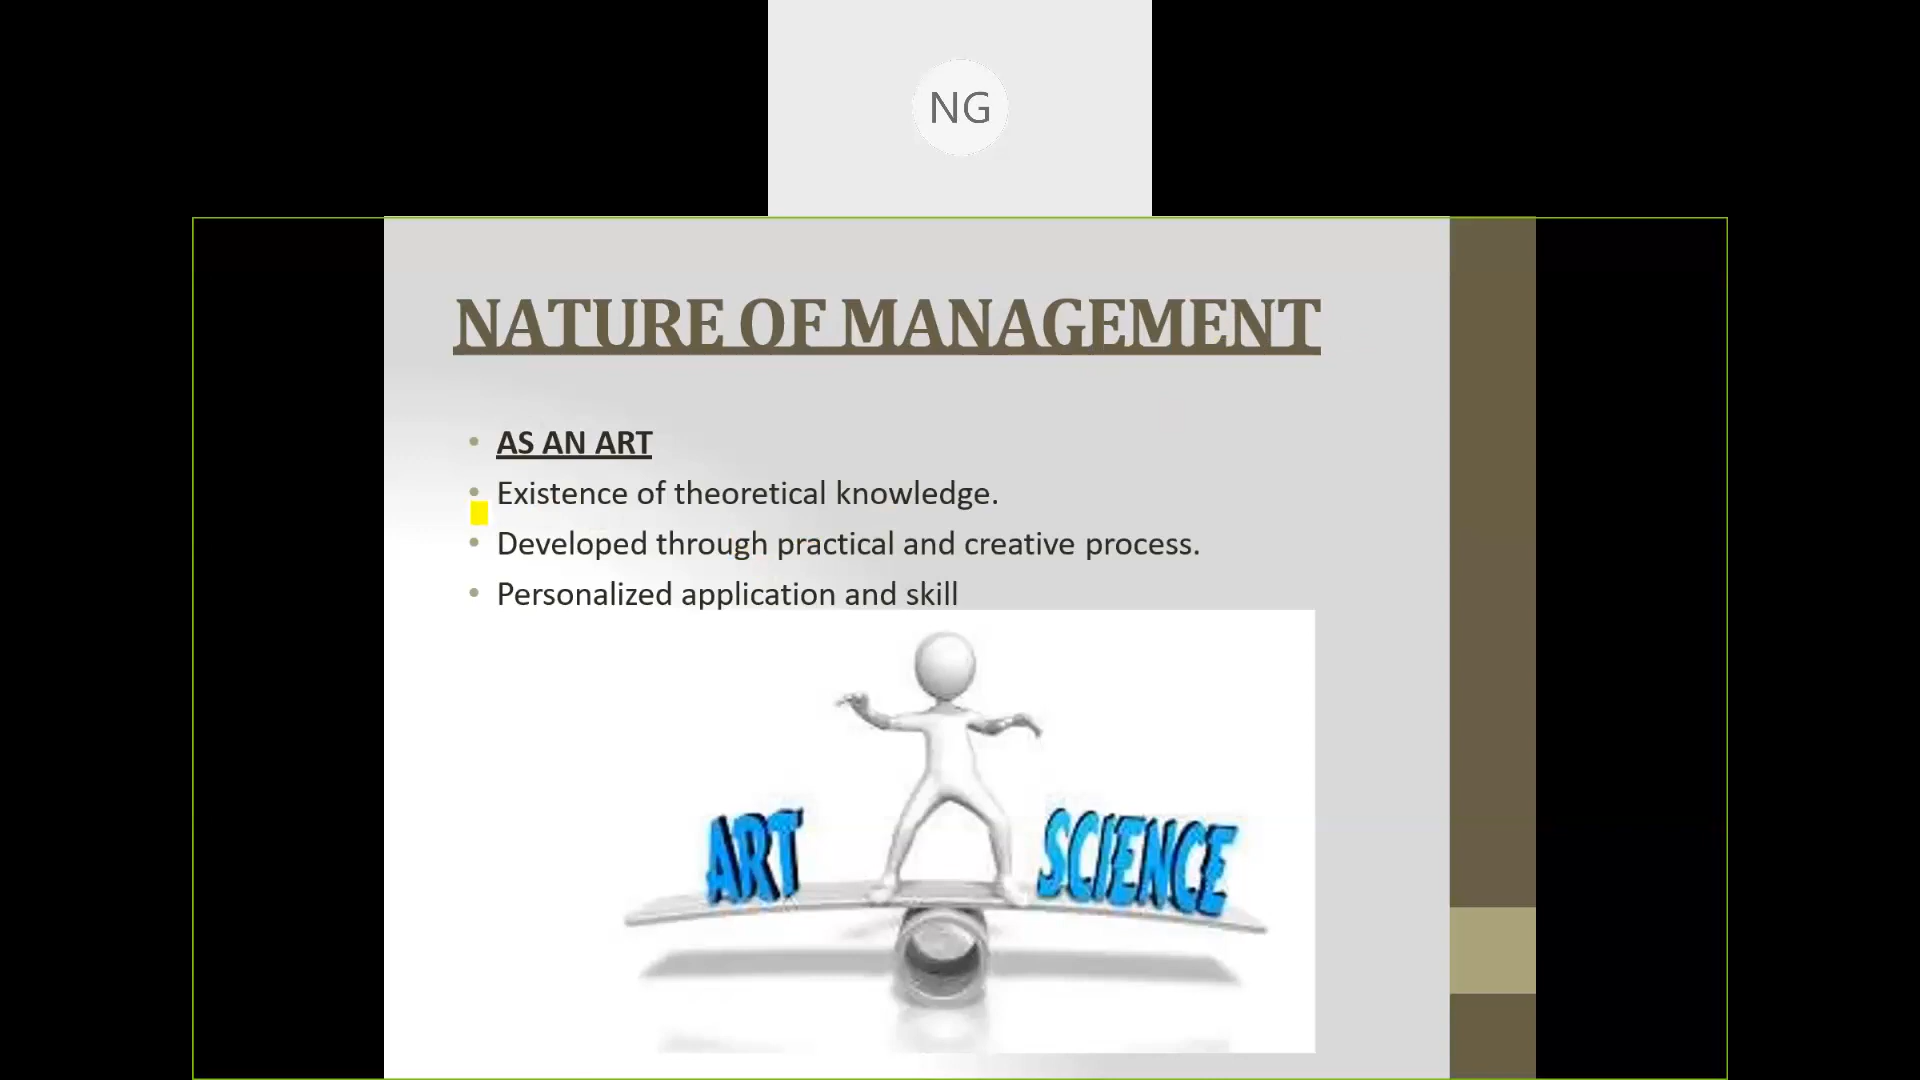 NG
NATURE OF MANAGEMENT
AS AN ART
Existence of theoretical knowledge.
Developed through practical and creative process.
Personalized application and skill
ART
SCIENCE